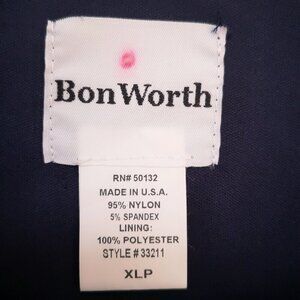 BonWorth
RN# 50132
MADE IN U.S.A.
95% NYLON
5% SPANDEX
LINING:
100% POLYESTER
STYLE # 33211
XLP